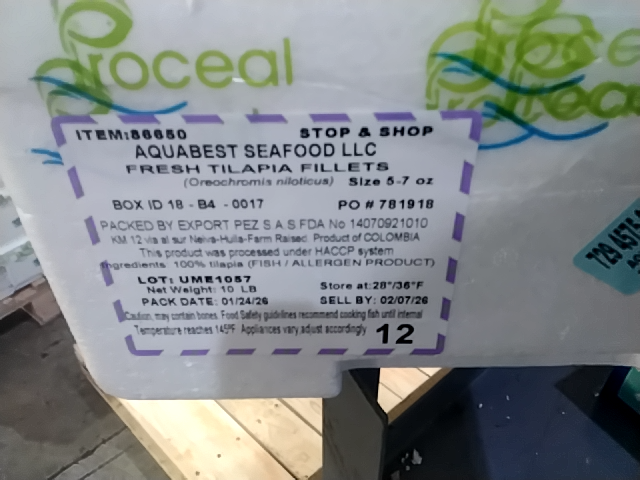 Proceal
ITEM:86650 STOP & SHOP
AQUABEST SEAFOOD LLC
FRESH TILAPIA FILLETS
(Oreochromis niloticus) Size 5-7 oz
BOX ID 18 - B4 - 0017 PO # 781918
PACKED BY EXPORT PEZ S.A.S.FDA No 14070921010
KM 12 via al sur Neiva-Huila-Farm Raised. Product of COLOMBIA
This product was processed under HACCP system
Ingredients: 100% tilapia (FISH / ALLERGEN PRODUCT)
LOT: UME1057 Store at:28°/36°F
Net Weight: 10 LB
PACK DATE: 01/24/26 SELL BY: 02/07/26
Caution, may contain bones. Food Safety guidelines recommend cooking fish until internal
Temperature reaches 145°F. Appliances vary adjust accordingly 12